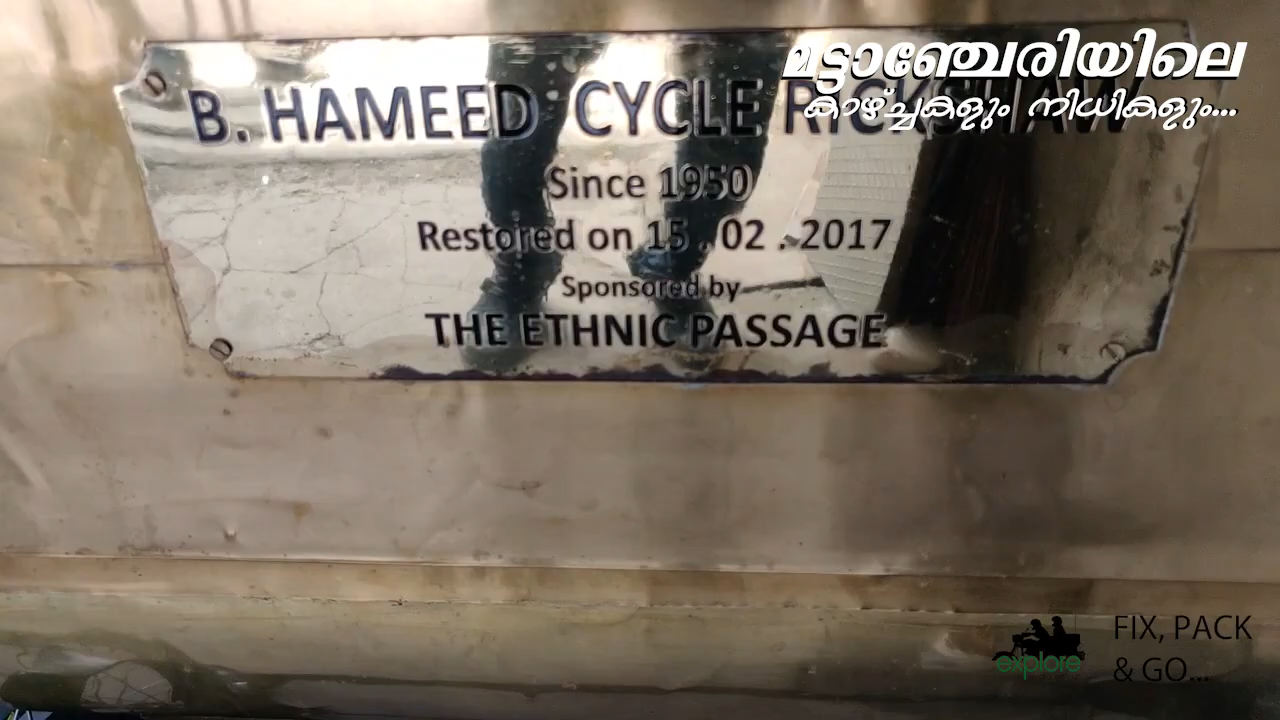 മട്ടാഞ്ചേരിയിലെ
കാഴ്ച്ചകളും നിധികളും...
B. HAMEED CYCLE RICKSHAW
Since 1950
Restored on 15 . 02 . 2017
Sponsored by
THE ETHNIC PASSAGE
FIX, PACK
& GO...
explore